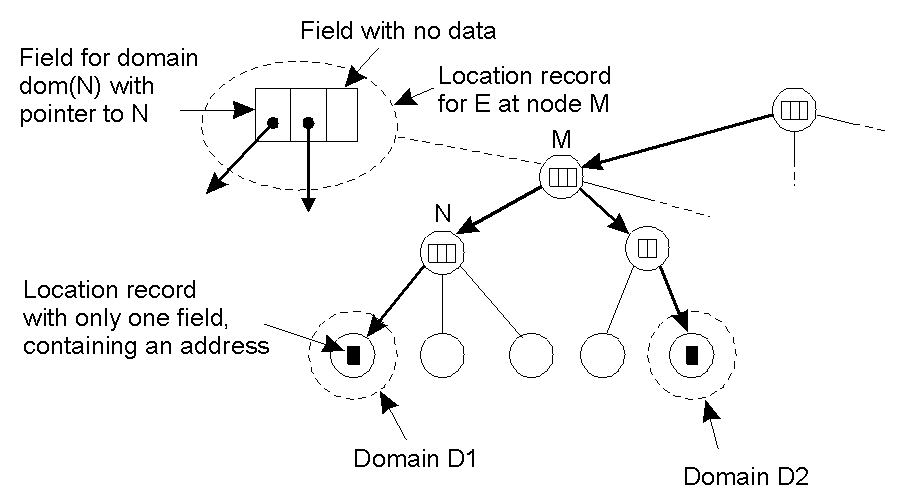 Field with no data
Field for domain
dom(N) with
pointer to N
Location record
for E at node M
M
N
Location record
with only one field,
containing an address
Domain D1
Domain D2